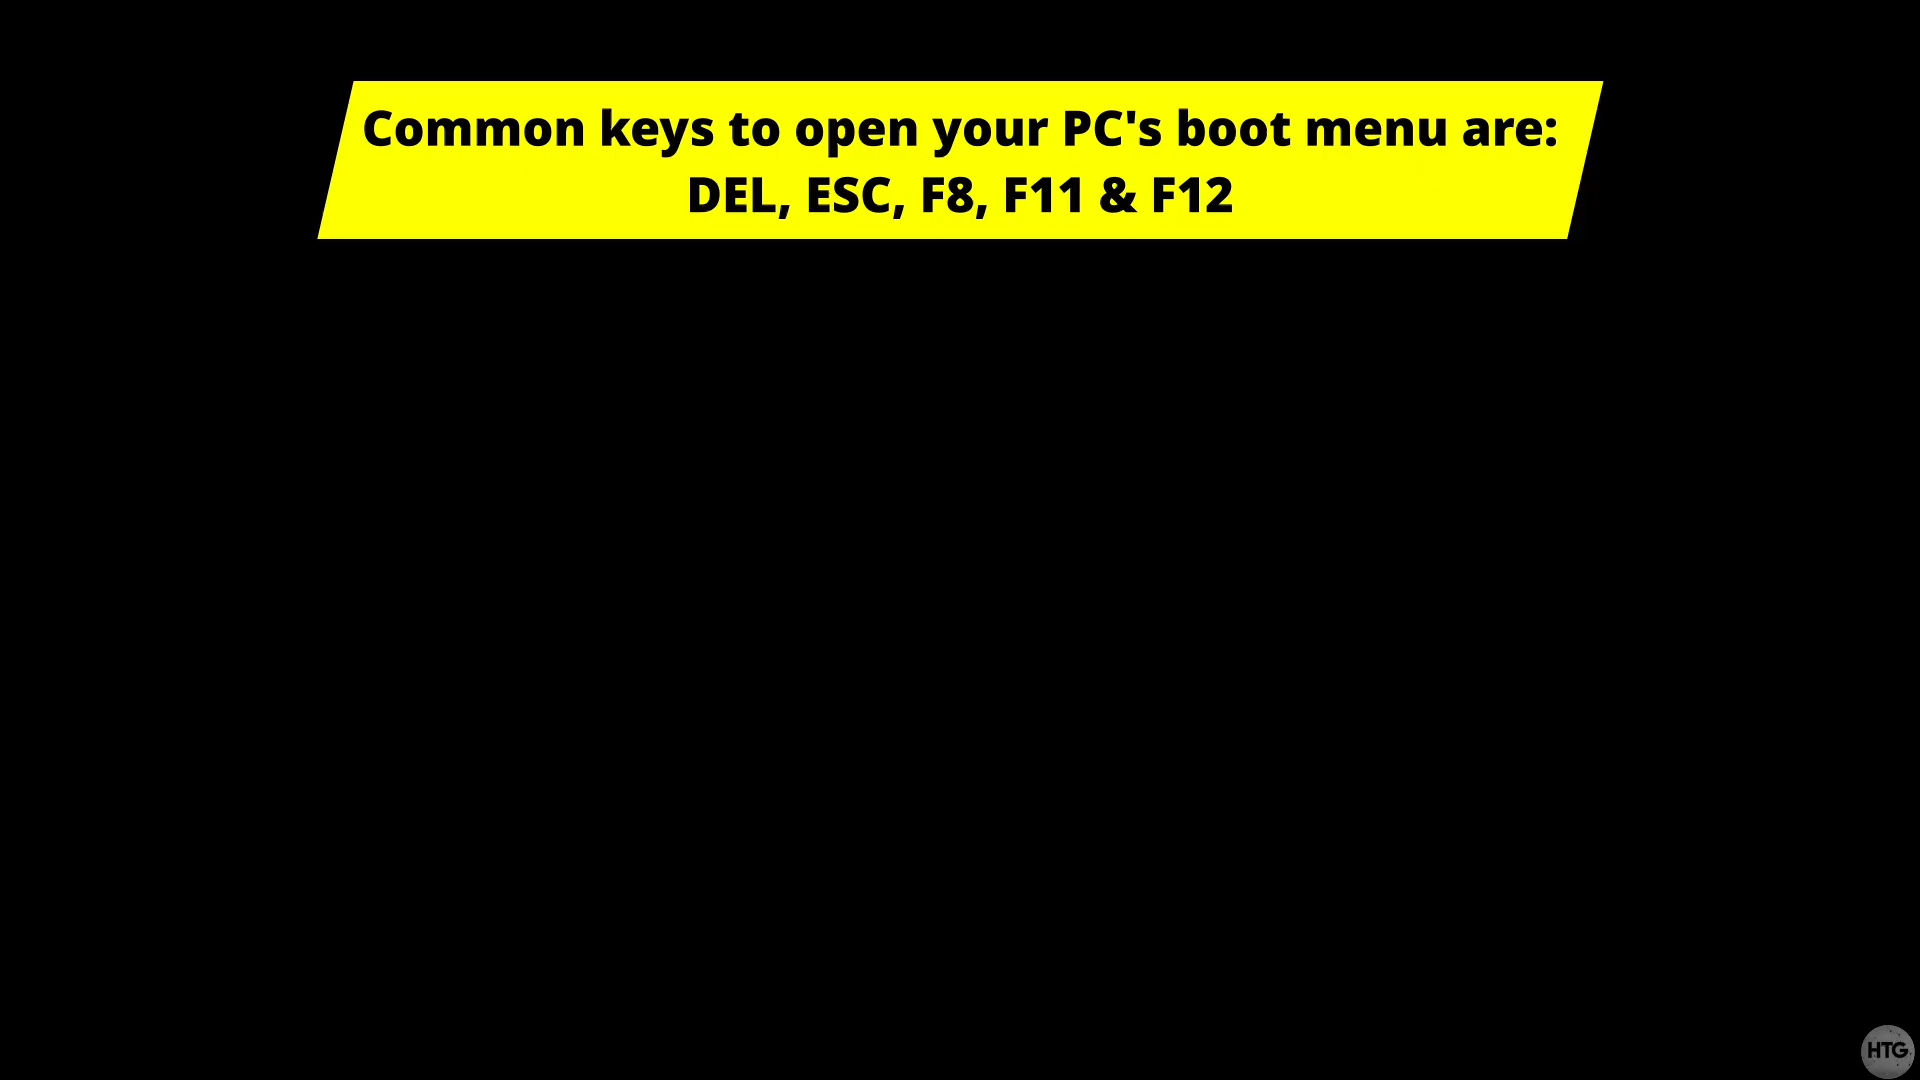 Common keys to open your PC's boot menu are:
DEL, ESC, F8, F11 & F12
HTG